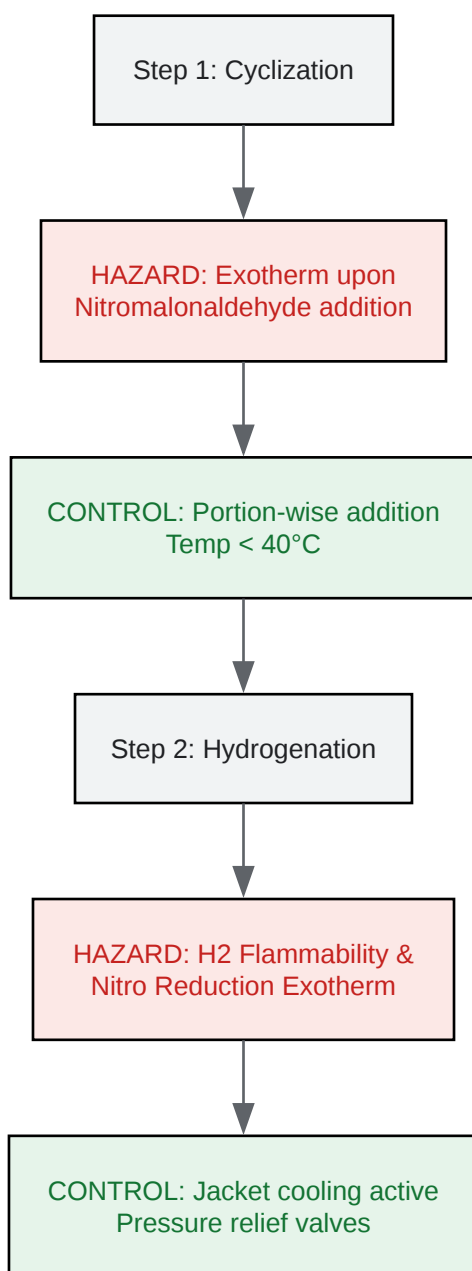 Step 1: Cyclization
HAZARD: Exotherm upon
Nitromalonaldehyde addition
CONTROL: Portion-wise addition
Temp < 40°C
Step 2: Hydrogenation
HAZARD: H2 Flammability &
Nitro Reduction Exotherm
CONTROL: Jacket cooling active
Pressure relief valves